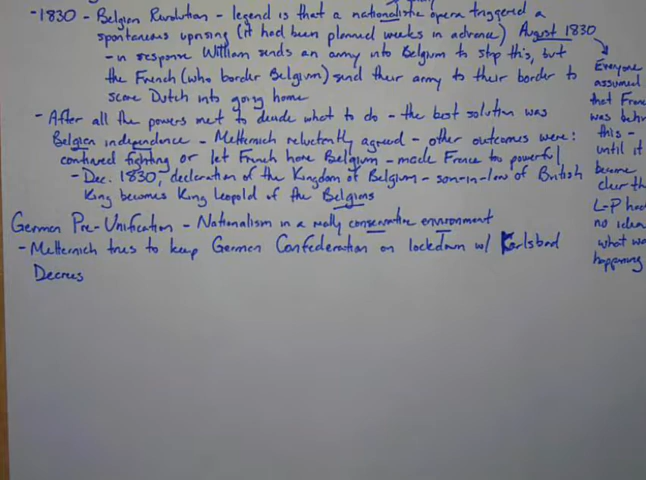 -1830 - Belgian Revolution - legend is that a nationalistic opera triggered a
spontaneous uprising (it had been planned weeks in advance) August 1830
- in response William sends an army into Belgium to stop this, but
the French (who border Belgium) send their army to their border to
scare Dutch into going home
- After all the powers met to decide what to do - the best solution was
Belgian independence - Metternich reluctantly agreed - other outcomes were:
continued fighting or let French have Belgium - made France too powerful
- Dec. 1830, declaration of the Kingdom of Belgium - son-in-law of British
King becomes King Leopold of the Belgians
Everyone
assumed
that Fran
was behi
this -
until it
became
clear tha
L-P had
no idea
what wa
happening
German Pre-Unification - Nationalism in a really conservative environment
- Metternich tries to keep German Confederation on lockdown w/ Karlsbad
Decrees